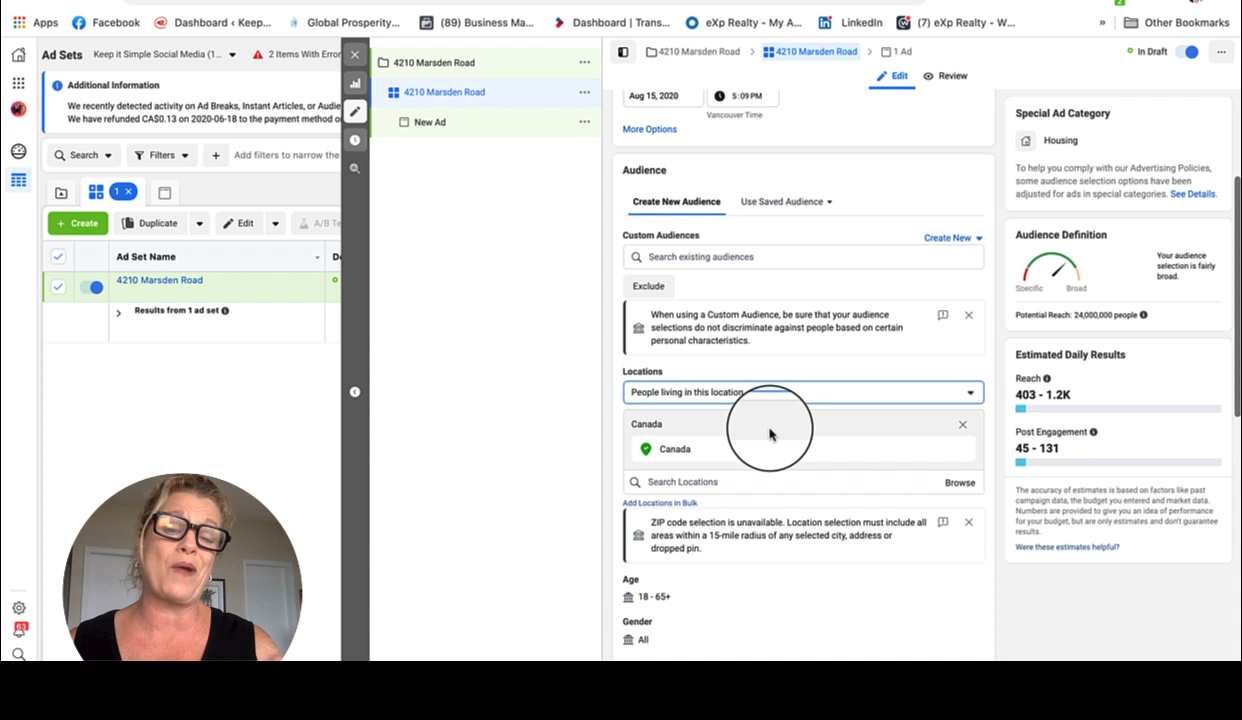 2
Apps
Facebook
Dashboard ‹ Keep...
Global Prosperity...
(89) Business Ma...
Dashboard | Trans...
eXp Realty - My A...
LinkedIn
(7) eXp Realty - W...
»
Other Bookmarks
Ad Sets
Keep it Simple Social Media (1...
2 Items With Error
Additional Information
We recently detected activity on Ad Breaks, Instant Articles, or Audie
We have refunded CA$0.13 on 2020-06-18 to the payment method o
Search
Filters
+
Add filters to narrow the
1 ×
+ Create
Duplicate
Edit
A/B Te
Ad Set Name
D
4210 Marsden Road
Results from 1 ad set
63
4210 Marsden Road
4210 Marsden Road
New Ad
4210 Marsden Road
4210 Marsden Road
1 Ad
In Draft
Edit
Review
Aug 15, 2020
5:09PM
Vancouver Time
More Options
Audience
Create New Audience
Use Saved Audience
Custom Audiences
Create New
Search existing audiences
Exclude
When using a Custom Audience, be sure that your audience
selections do not discriminate against people based on certain
personal characteristics.
Locations
People living in this location
Canada
Canada
Search Locations
Browse
Add Locations in Bulk
ZIP code selection is unavailable. Location selection must include all
areas within a 15-mile radius of any selected city, address or
dropped pin.
Age
18 - 65+
Gender
All
Special Ad Category
Housing
To help you comply with our Advertising Policies,
some audience selection options have been
adjusted for ads in special categories. See Details.
Audience Definition
Your audience
selection is fairly
broad.
Specific
Broad
Potential Reach: 24,000,000 people
Estimated Daily Results
Reach
403 - 1.2K
Post Engagement
45 - 131
The accuracy of estimates is based on factors like past
campaign data, the budget you entered and market data.
Numbers are provided to give you an idea of performance
for your budget, but are only estimates and don't guarantee
results.
Were these estimates helpful?